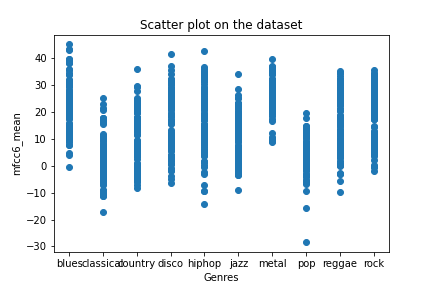 Scatter plot on the dataset
mfcc6_mean
40
30
20
10
0
−10
−20
−30
blues classical country disco hiphop jazz metal pop reggae rock
Genres